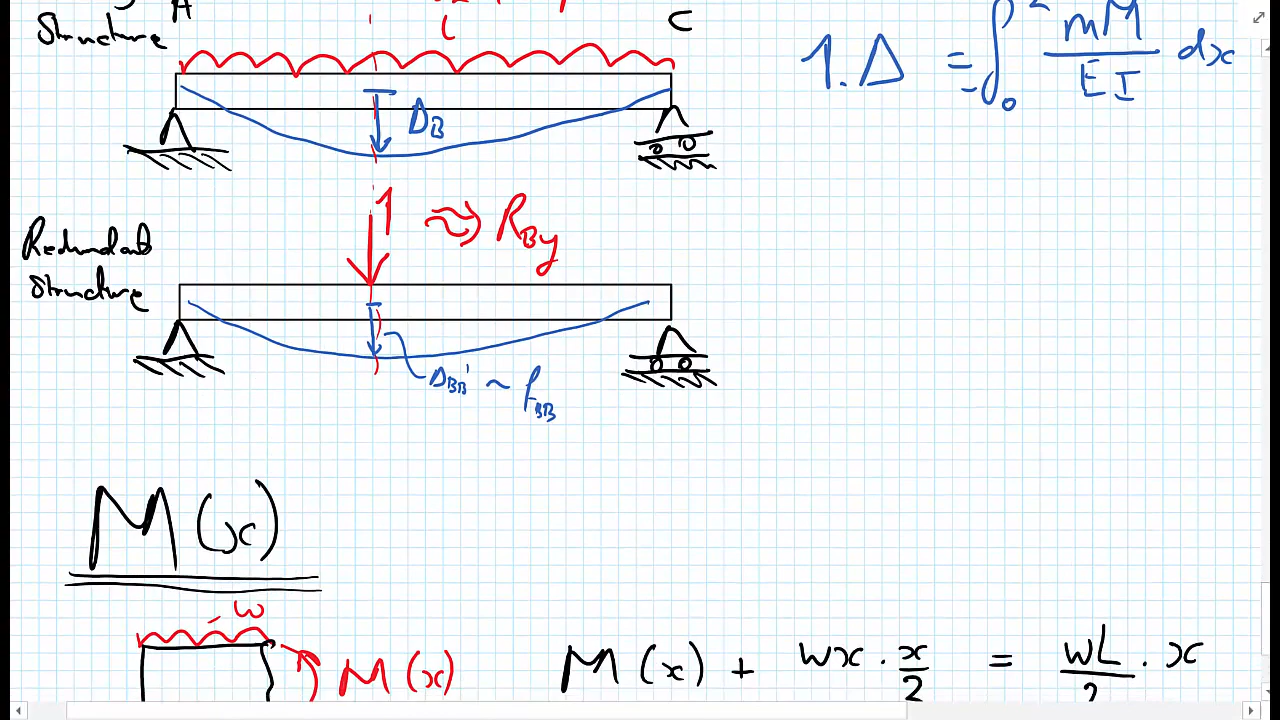 A
Structure
C
Δ_B
1 · Δ = ∫₀ mM/EI dx
1 ≈> R_By
Redundant
Structure
Δ_BB' ~ f_BB
M(x)
w
M(x)
M(x) + wx · x/2 = wL/2 · x